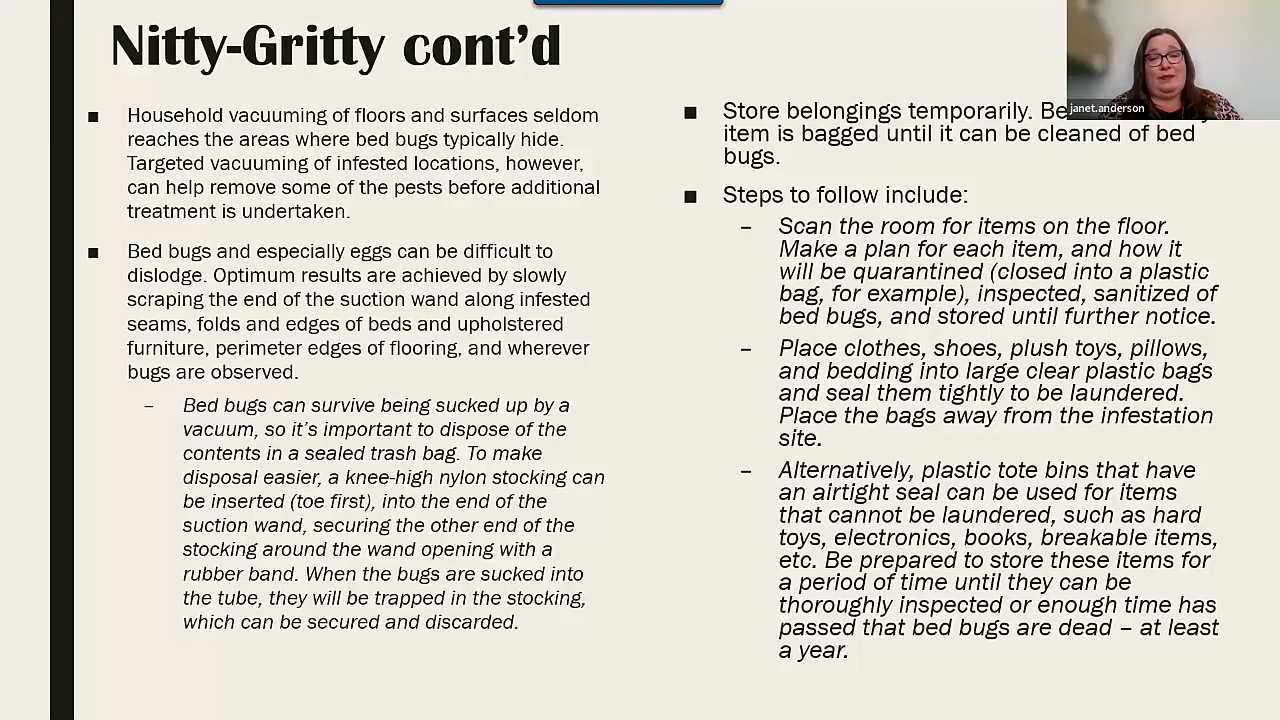 Nitty-Gritty cont’d
■ Household vacuuming of floors and surfaces seldom
reaches the areas where bed bugs typically hide.
Targeted vacuuming of infested locations, however,
can help remove some of the pests before additional
treatment is undertaken.
■ Bed bugs and especially eggs can be difficult to
dislodge. Optimum results are achieved by slowly
scraping the end of the suction wand along infested
seams, folds and edges of beds and upholstered
furniture, perimeter edges of flooring, and wherever
bugs are observed.
– Bed bugs can survive being sucked up by a
vacuum, so it’s important to dispose of the
contents in a sealed trash bag. To make
disposal easier, a knee-high nylon stocking can
be inserted (toe first), into the end of the
suction wand, securing the other end of the
stocking around the wand opening with a
rubber band. When the bugs are sucked into
the tube, they will be trapped in the stocking,
which can be secured and discarded.
janet.anderson
■ Store belongings temporarily.
item is bagged until it can be cleaned of bed
bugs.
■ Steps to follow include:
– Scan the room for items on the floor.
Make a plan for each item, and how it
will be quarantined (closed into a plastic
bag, for example), inspected, sanitized of
bed bugs, and stored until further notice.
– Place clothes, shoes, plush toys, pillows,
and bedding into large clear plastic bags
and seal them tightly to be laundered.
Place the bags away from the infestation
site.
– Alternatively, plastic tote bins that have
an airtight seal can be used for items
that cannot be laundered, such as hard
toys, electronics, books, breakable items,
etc. Be prepared to store these items for
a period of time until they can be
thoroughly inspected or enough time has
passed that bed bugs are dead – at least
a year.